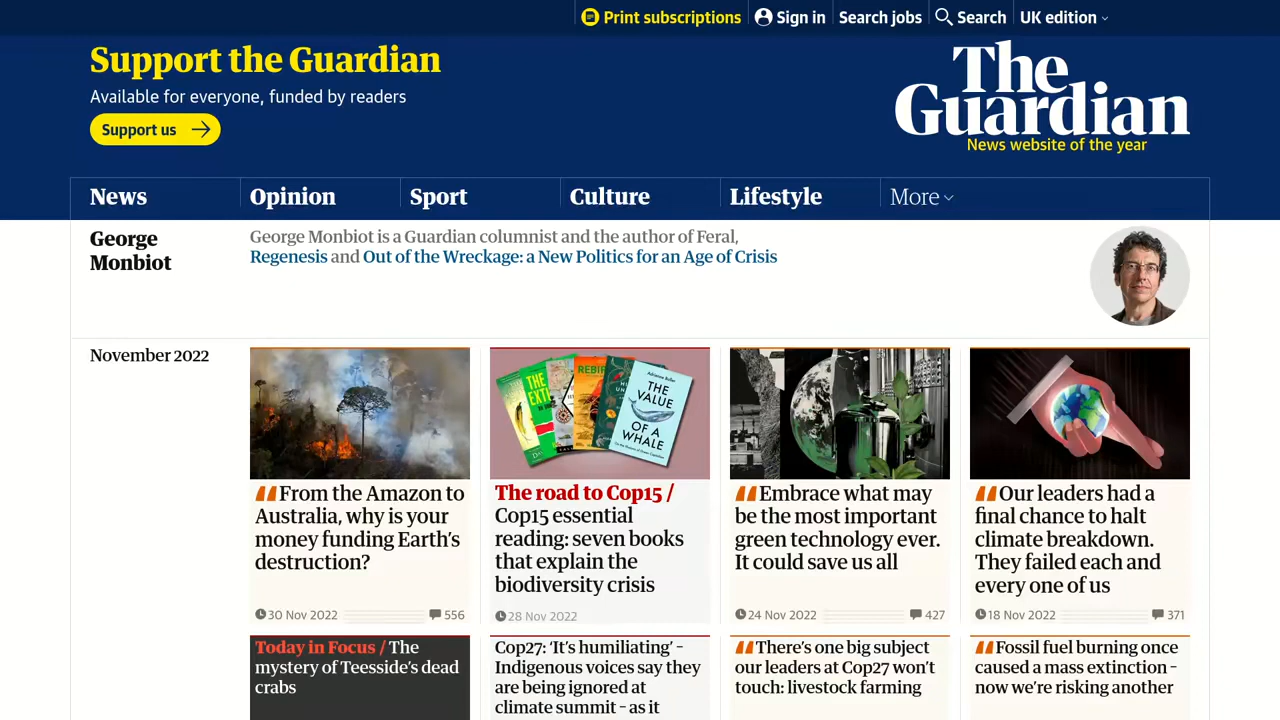 Print subscriptions
Sign in
Search jobs
Search
UK edition
Support the Guardian
Available for everyone, funded by readers
Support us
The
Guardian
News website of the year
News
Opinion
Sport
Culture
Lifestyle
More
George
Monbiot
George Monbiot is a Guardian columnist and the author of Feral,
Regenesis and Out of the Wreckage: a New Politics for an Age of Crisis
November 2022
From the Amazon to
Australia, why is your
money funding Earth's
destruction?
30 Nov 2022
556
THE
REBIR
Adrienne Buller
THE
VALUE
OF A
WHALE
The road to Cop15 /
Cop15 essential
reading: seven books
that explain the
biodiversity crisis
28 Nov 2022
Embrace what may
be the most important
green technology ever.
It could save us all
24 Nov 2022
427
Our leaders had a
final chance to halt
climate breakdown.
They failed each and
every one of us
18 Nov 2022
371
Today in Focus / The
mystery of Teesside's dead
crabs
Cop27: 'It's humiliating' –
Indigenous voices say they
are being ignored at
climate summit – as it
There's one big subject
our leaders at Cop27 won't
touch: livestock farming
Fossil fuel burning once
caused a mass extinction –
now we're risking another